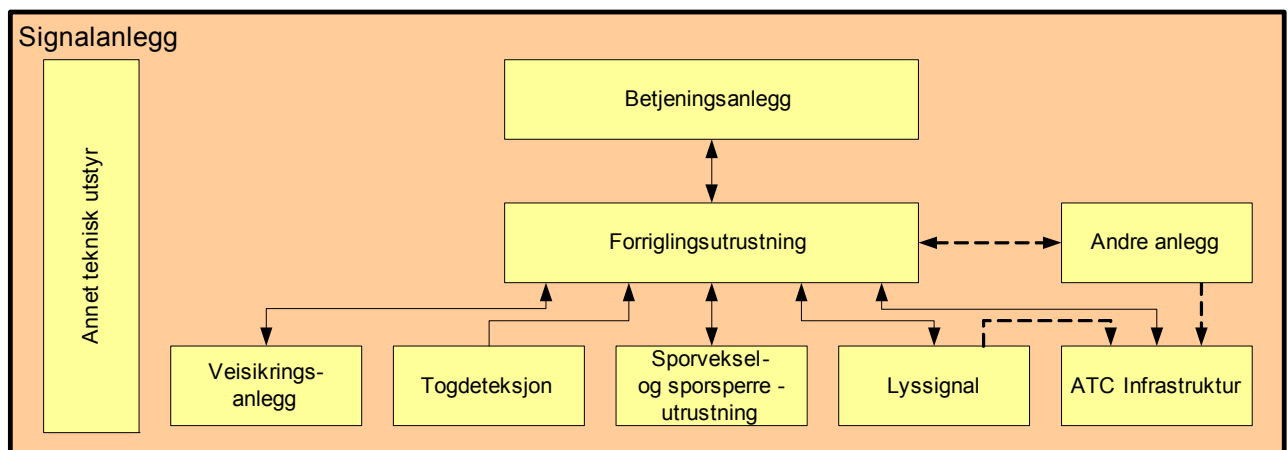 Signalanlegg
Annet teknisk utstyr
Betjeningsanlegg
Forriglingsutrustning
Andre anlegg
Veisikrings-
anlegg
Togdeteksjon
Sporveksel-
og sporsperre -
utrustning
Lyssignal
ATC Infrastruktur